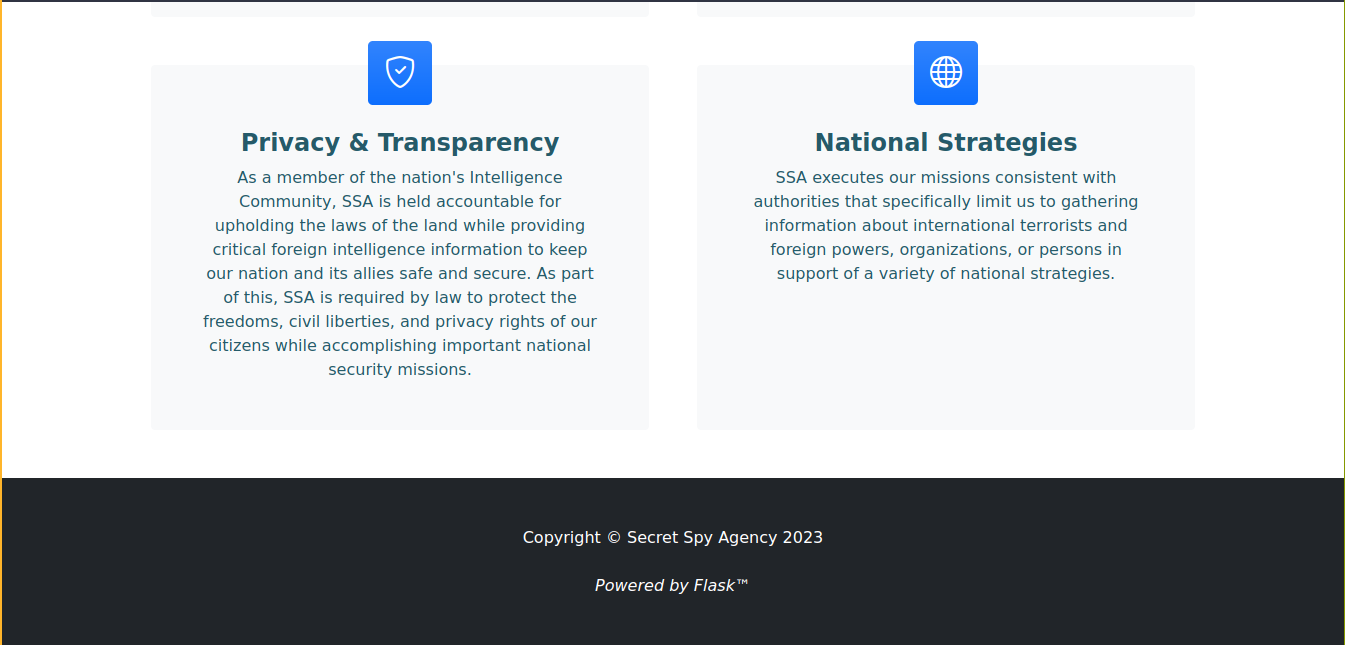 Privacy & Transparency
As a member of the nation's Intelligence
Community, SSA is held accountable for
upholding the laws of the land while providing
critical foreign intelligence information to keep
our nation and its allies safe and secure. As part
of this, SSA is required by law to protect the
freedoms, civil liberties, and privacy rights of our
citizens while accomplishing important national
security missions.
National Strategies
SSA executes our missions consistent with
authorities that specifically limit us to gathering
information about international terrorists and
foreign powers, organizations, or persons in
support of a variety of national strategies.
Copyright © Secret Spy Agency 2023
Powered by Flask™